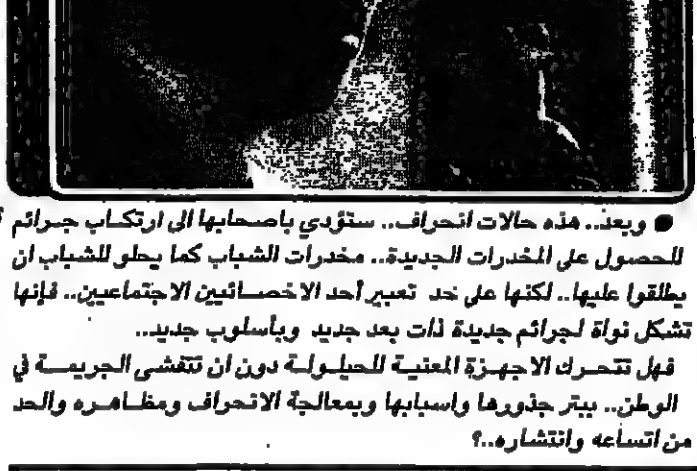 ● وبعد.. هذه حالات انحراف.. ستؤدي باصحابها الى ارتكاب جرائم
للحصول على المخدرات الجديدة.. مخدرات الشباب كما يحلو للشباب ان
يطلقوا عليها.. لكنها على حد تعبير أحد الاخصائيين الاجتماعيين.. فإنها
تشكل نواة لجرائم جديدة ذات بعد جديد وبأسلوب جديد..
فهل تتحرك الاجهزة المعنية للحيلولة دون ان تتفشى الجريمة في
الوطن.. ببتر جذورها واسبابها وبمعالجة الانحراف ومظاهره والحد
من اتساعه وانتشاره..؟